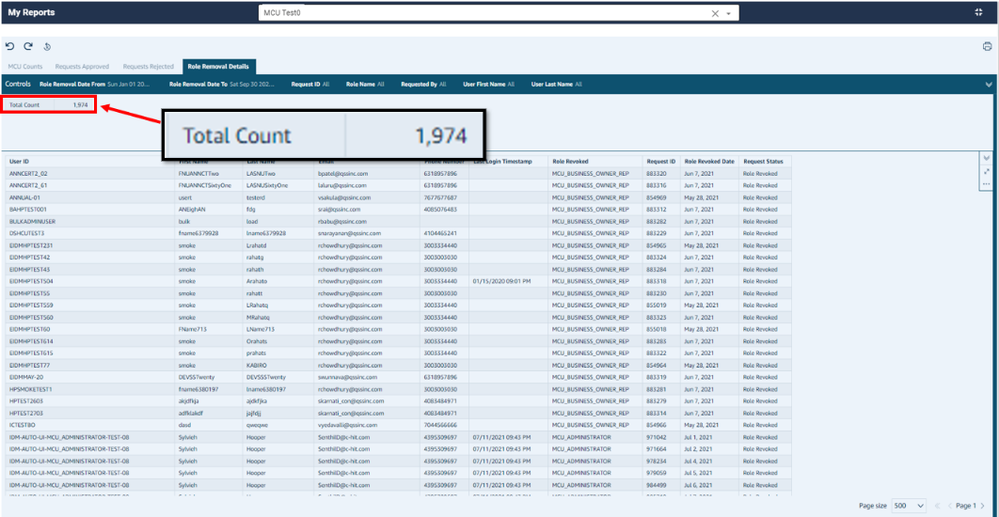 My Reports MCU Test0
MCU Counts Requests Approved Requests Rejected Role Removal Details
Controls Role Removal Date From Sun Jan 01 20... Role Removal Date To Sat Sep 30 202... Request ID All Role Name All Requested By All User First Name All User Last Name All
Total Count 1,974
Total Count 1,974
User ID First Name Last Name Email Phone Number Last Login Timestamp Role Revoked Request ID Role Revoked Date Request Status
ANNCERT2_02 FNUANNCTTwo LASNUTwo bpatel@qssinc.com 6318957896 MCU_BUSINESS_OWNER_REP 883320 Jun 7, 2021 Role Revoked
ANNCERT2_61 FNUANNCTSixtyOne LASNUSixtyOne laluru@qssinc.com 6318957896 MCU_BUSINESS_OWNER_REP 883316 Jun 7, 2021 Role Revoked
ANNUAL-01 usert testerd vsakula@qssinc.com 7677677687 MCU_BUSINESS_OWNER_REP 854969 May 28, 2021 Role Revoked
BAHPTEST001 ANEighAN fdg srai@qssinc.com 4085076483 MCU_BUSINESS_OWNER_REP 883312 Jun 7, 2021 Role Revoked
BULKADMINUSER bulk load rbabu@qssinc.com MCU_BUSINESS_OWNER_REP 883282 Jun 7, 2021 Role Revoked
DSHCUTEST3 fname6379928 lname6379928 snarayanan@qssinc.com 4104465241 MCU_BUSINESS_OWNER_REP 883229 Jun 7, 2021 Role Revoked
EIDMHPTEST231 smoke Lrahatd rchowdhury@qssinc.com 3003334440 MCU_BUSINESS_OWNER_REP 854965 May 28, 2021 Role Revoked
EIDMHPTEST42 smoke rahatg rchowdhury@qssinc.com 3003003030 MCU_BUSINESS_OWNER_REP 883324 Jun 7, 2021 Role Revoked
EIDMHPTEST43 smoke rahath rchowdhury@qssinc.com 3003003030 MCU_BUSINESS_OWNER_REP 883284 Jun 7, 2021 Role Revoked
EIDMHPTEST504 smoke Arahato rchowdhury@qssinc.com 3003334440 01/15/2020 09:01 PM MCU_BUSINESS_OWNER_REP 883318 Jun 7, 2021 Role Revoked
EIDMHPTEST55 smoke rahatt rchowdhury@qssinc.com 3003003030 MCU_BUSINESS_OWNER_REP 883230 Jun 7, 2021 Role Revoked
EIDMHPTEST559 smoke LRahatq rchowdhury@qssinc.com 3003334440 MCU_BUSINESS_OWNER_REP 855019 May 28, 2021 Role Revoked
EIDMHPTEST560 smoke MRahatq rchowdhury@qssinc.com 3003334440 MCU_BUSINESS_OWNER_REP 883323 Jun 7, 2021 Role Revoked
EIDMHPTEST60 FName713 LName713 rchowdhury@qssinc.com 3003003030 MCU_BUSINESS_OWNER_REP 855018 May 28, 2021 Role Revoked
EIDMHPTEST614 smoke Orahats rchowdhury@qssinc.com 3003334440 MCU_BUSINESS_OWNER_REP 883285 Jun 7, 2021 Role Revoked
EIDMHPTEST615 smoke prahats rchowdhury@qssinc.com 3003334440 MCU_BUSINESS_OWNER_REP 883322 Jun 7, 2021 Role Revoked
EIDMHPTEST77 smoke KABIRO rchowdhury@qssinc.com 3003003030 MCU_BUSINESS_OWNER_REP 854964 May 28, 2021 Role Revoked
EIDMMAY-20 DEVS5Twenty DEVS5STwenty swunnava@qssinc.com 6318957896 MCU_BUSINESS_OWNER_REP 883319 Jun 7, 2021 Role Revoked
HPSMOKETEST1 fname6380197 lname6380197 rchowdhury@qssinc.com 3003003030 MCU_BUSINESS_OWNER_REP 883281 Jun 7, 2021 Role Revoked
HPTEST2603 akjdfkja ajdkfjka skarnati_con@qssinc.com 4083484971 MCU_BUSINESS_OWNER_REP 883279 Jun 7, 2021 Role Revoked
HPTEST2703 adfklakdf jajfdjj skarnati_con@qssinc.com 4083484971 MCU_BUSINESS_OWNER_REP 883314 Jun 7, 2021 Role Revoked
ICTESTBO dasd qweqwe vyedavalli@qssinc.com 7044566666 MCU_BUSINESS_OWNER_REP 854966 May 28, 2021 Role Revoked
IDM-AUTO-UI-MCU_ADMINISTRATOR-TEST-08 Sylvieh Hooper SenthilD@c-hit.com 4395309697 07/11/2021 09:43 PM MCU_ADMINISTRATOR 971042 Jul 1, 2021 Role Revoked
IDM-AUTO-UI-MCU_ADMINISTRATOR-TEST-08 Sylvieh Hooper SenthilD@c-hit.com 4395309697 07/11/2021 09:43 PM MCU_ADMINISTRATOR 971664 Jul 2, 2021 Role Revoked
IDM-AUTO-UI-MCU_ADMINISTRATOR-TEST-08 Sylvieh Hooper SenthilD@c-hit.com 4395309697 07/11/2021 09:43 PM MCU_ADMINISTRATOR 978234 Jul 4, 2021 Role Revoked
IDM-AUTO-UI-MCU_ADMINISTRATOR-TEST-08 Sylvieh Hooper SenthilD@c-hit.com 4395309697 07/11/2021 09:43 PM MCU_ADMINISTRATOR 979059 Jul 5, 2021 Role Revoked
IDM-AUTO-UI-MCU_ADMINISTRATOR-TEST-08 Sylvieh Hooper SenthilD@c-hit.com 4395309697 07/11/2021 09:43 PM MCU_ADMINISTRATOR 984499 Jul 6, 2021 Role Revoked
Page size 500 Page 1